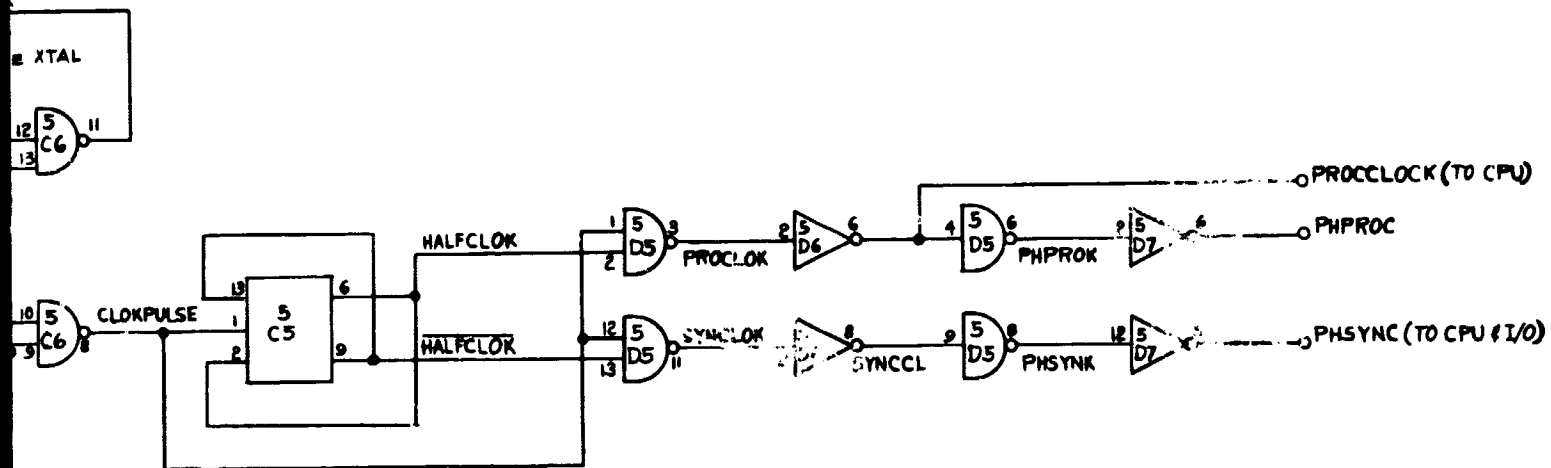 XTAL
12
13
5
C6
11
PROCCLOCK (TO CPU)
1
2
5
D5
3
HALFCLOK
PROCLOK
2
5
D6
6
4
5
D5
6
PHPROK
5
D7
6
PHPROC
10
9
5
C6
8
CLOKPULSE
13
1
2
5
C5
6
9
HALFCLOK
12
13
5
D5
11
SYNCLOK
8
SYNCCL
9
5
D5
8
PHSYNK
12
5
D7
PHSYNC (TO CPU & I/O)